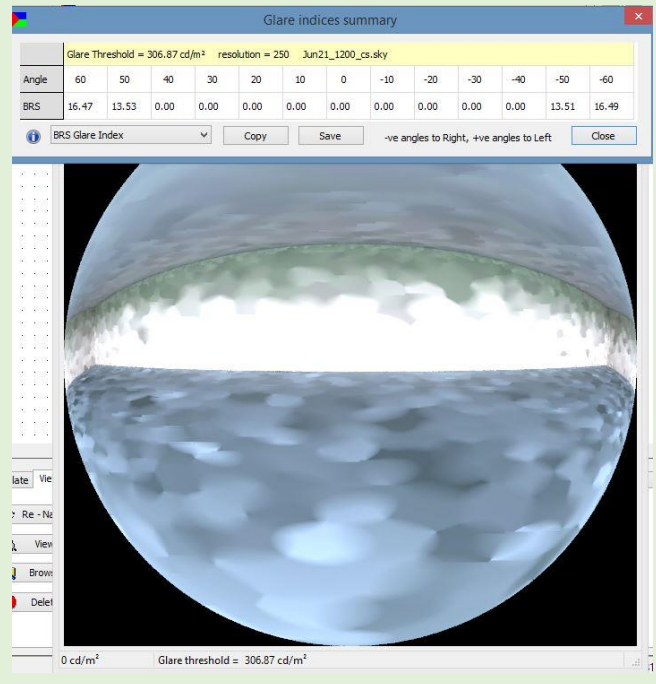 Glare indices summary
Glare Threshold = 306.87 cd/m² resolution = 250 Jun21_1200_cs.sky
Angle 60 50 40 30 20 10 0 -10 -20 -30 -40 -50 -60
BRS 16.47 13.53 0.00 0.00 0.00 0.00 0.00 0.00 0.00 0.00 0.00 13.51 16.49
BRS Glare Index Copy Save -ve angles to Right, +ve angles to Left Close
late Vie
Re - Na
View
Brows
Delet
0 cd/m² Glare threshold = 306.87 cd/m²